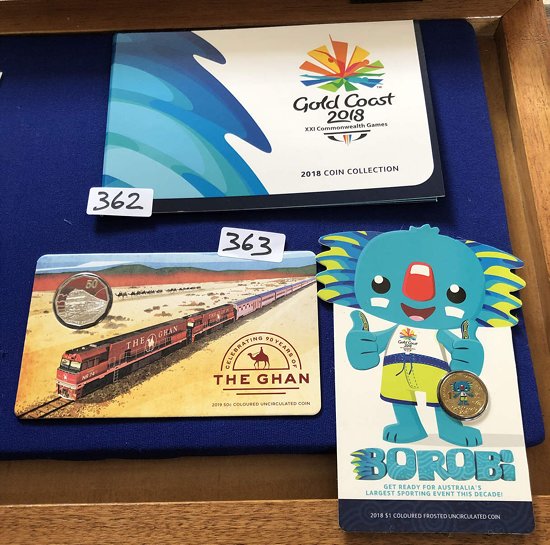 Gold Coast
2018
XXI Commonwealth Games
2018 COIN COLLECTION
362
363
50
THE GHAN
CELEBRATING 90 YEARS OF
THE GHAN
2019 50c COLOURED UNCIRCULATED COIN
Gold Coast
2018
BOROBi
GET READY FOR AUSTRALIA'S
LARGEST SPORTING EVENT THIS DECADE!
2018 $1 COLOURED FROSTED UNCIRCULATED COIN